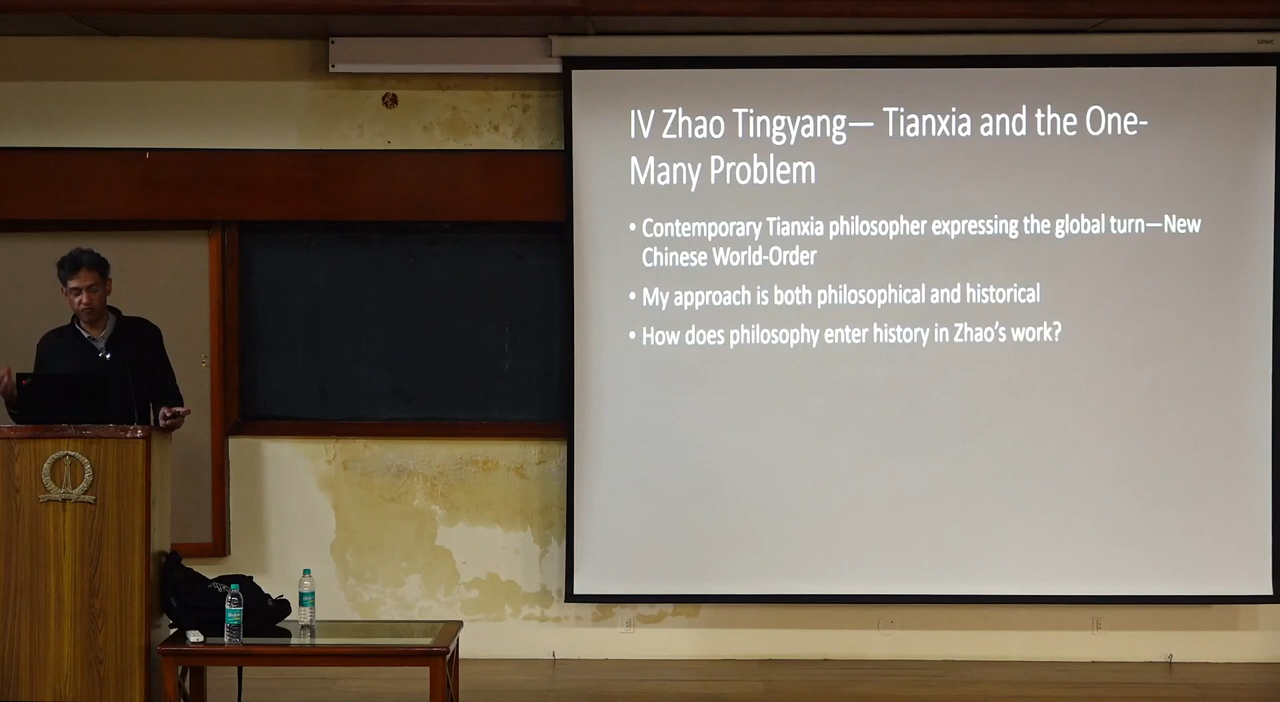 LOGIC
IV Zhao Tingyang— Tianxia and the One-
Many Problem
• Contemporary Tianxia philosopher expressing the global turn—New
Chinese World-Order
• My approach is both philosophical and historical
• How does philosophy enter history in Zhao's work?